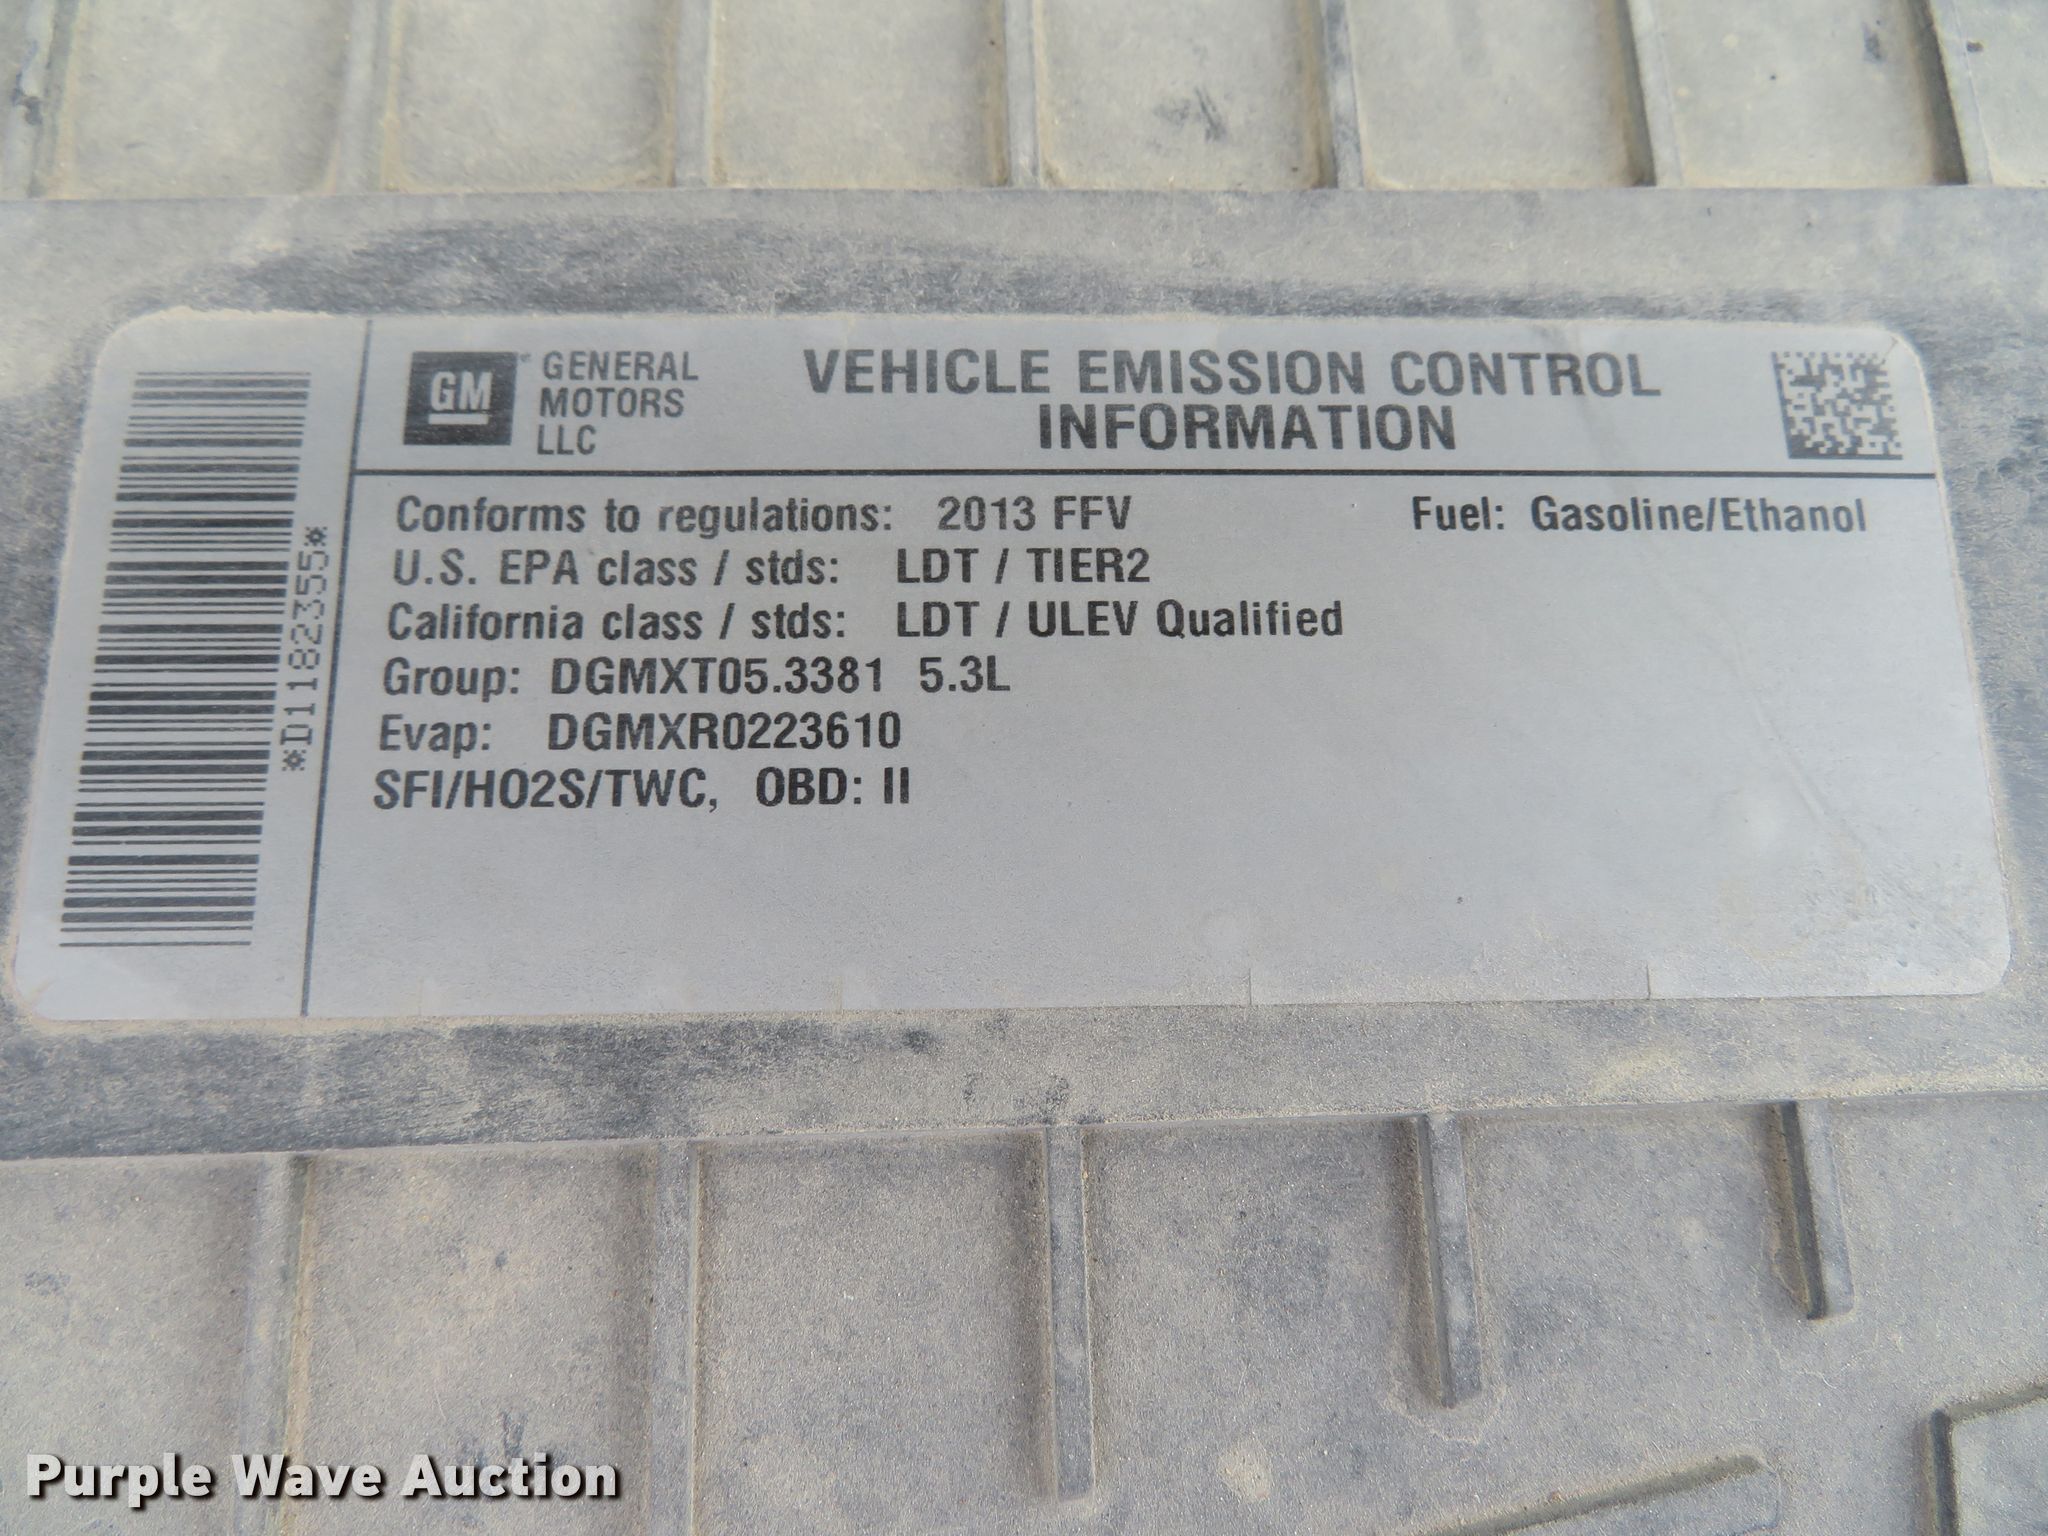 *D1182355*
GM
GENERAL
MOTORS
LLC
VEHICLE EMISSION CONTROL
INFORMATION
Conforms to regulations: 2013 FFV Fuel: Gasoline/Ethanol
U.S. EPA class / stds: LDT / TIER2
California class / stds: LDT / ULEV Qualified
Group: DGMXT05.3381 5.3L
Evap: DGMXR0223610
SFI/HO2S/TWC, OBD: II
Purple Wave Auction